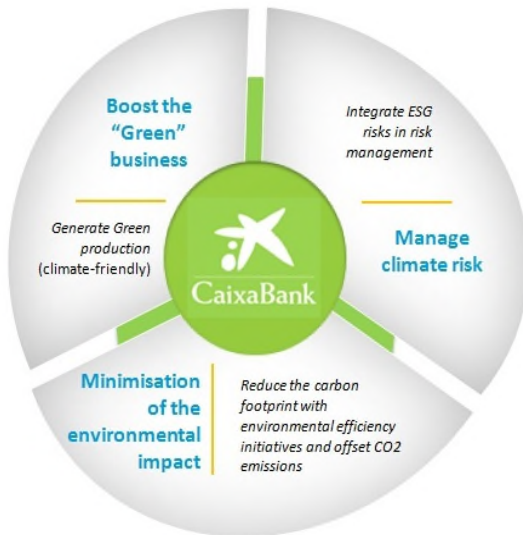 Boost the
“Green”
business
Generate Green
production
(climate-friendly)
Integrate ESG
risks in risk
management
Manage
climate risk
CaixaBank
Minimisation
of the
environmental
impact
Reduce the carbon
footprint with
environmental efficiency
initiatives and offset CO2
emissions